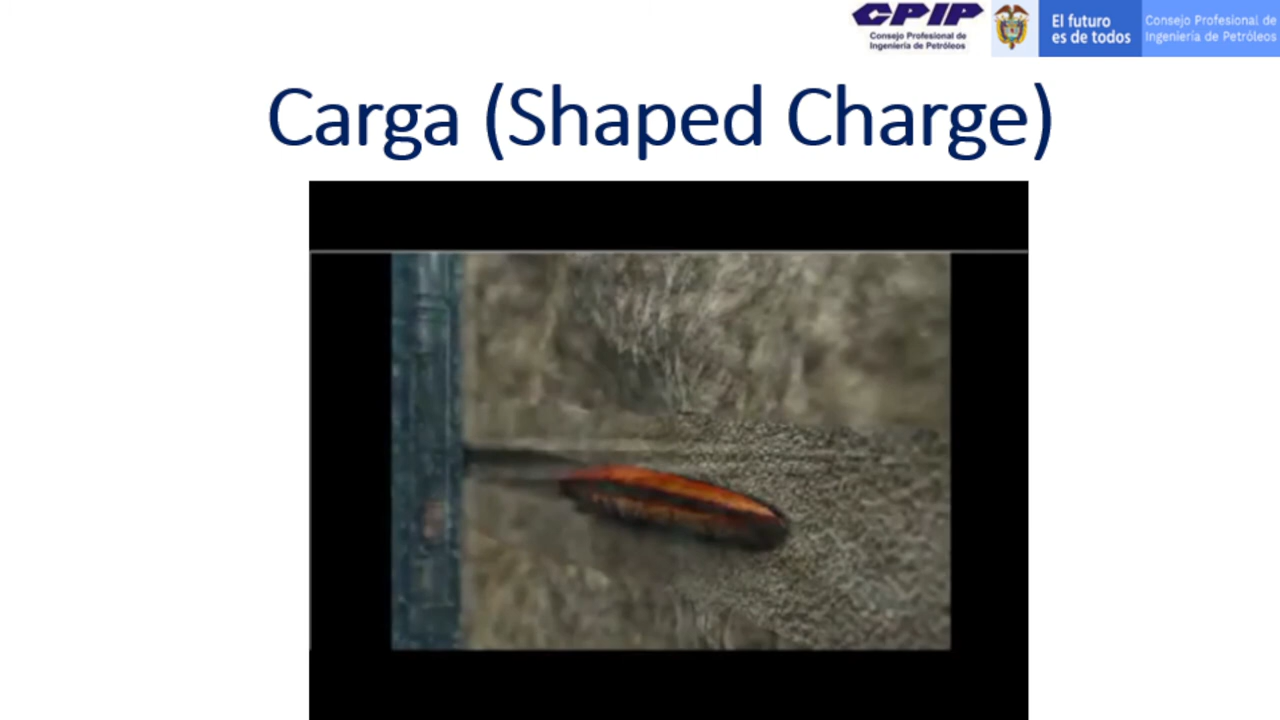 CPIP
Consejo Profesional de
Ingeniería de Petróleos
El futuro
es de todos
Consejo Profesional de
Ingeniería de Petróleos
Carga (Shaped Charge)